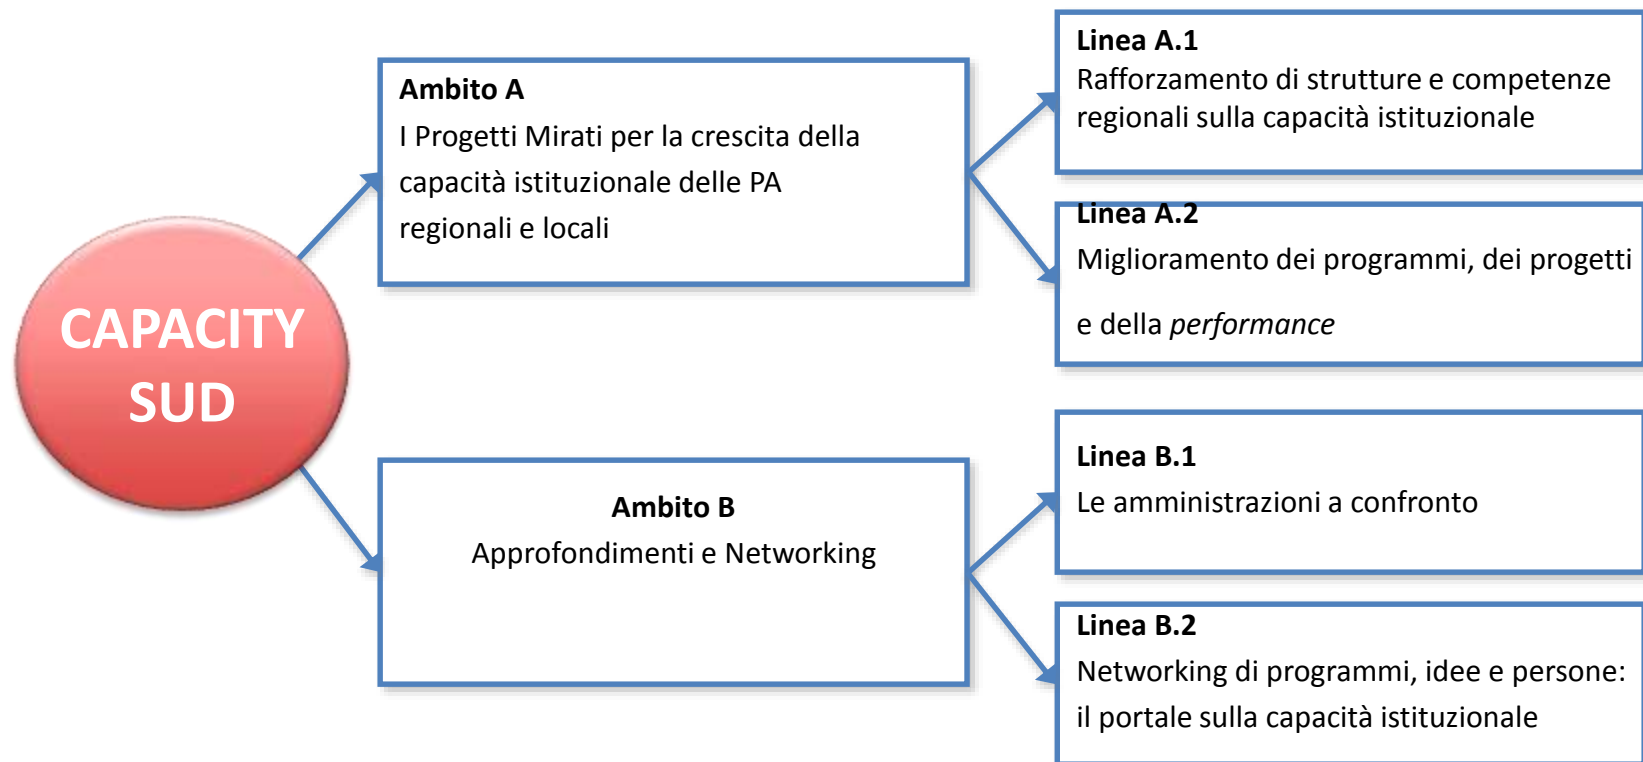 CAPACITY
SUD
Ambito A
I Progetti Mirati per la crescita della
capacità istituzionale delle PA
regionali e locali
Linea A.1
Rafforzamento di strutture e competenze
regionali sulla capacità istituzionale
Linea A.2
Miglioramento dei programmi, dei progetti
e della performance
Ambito B
Approfondimenti e Networking
Linea B.1
Le amministrazioni a confronto
Linea B.2
Networking di programmi, idee e persone:
il portale sulla capacità istituzionale